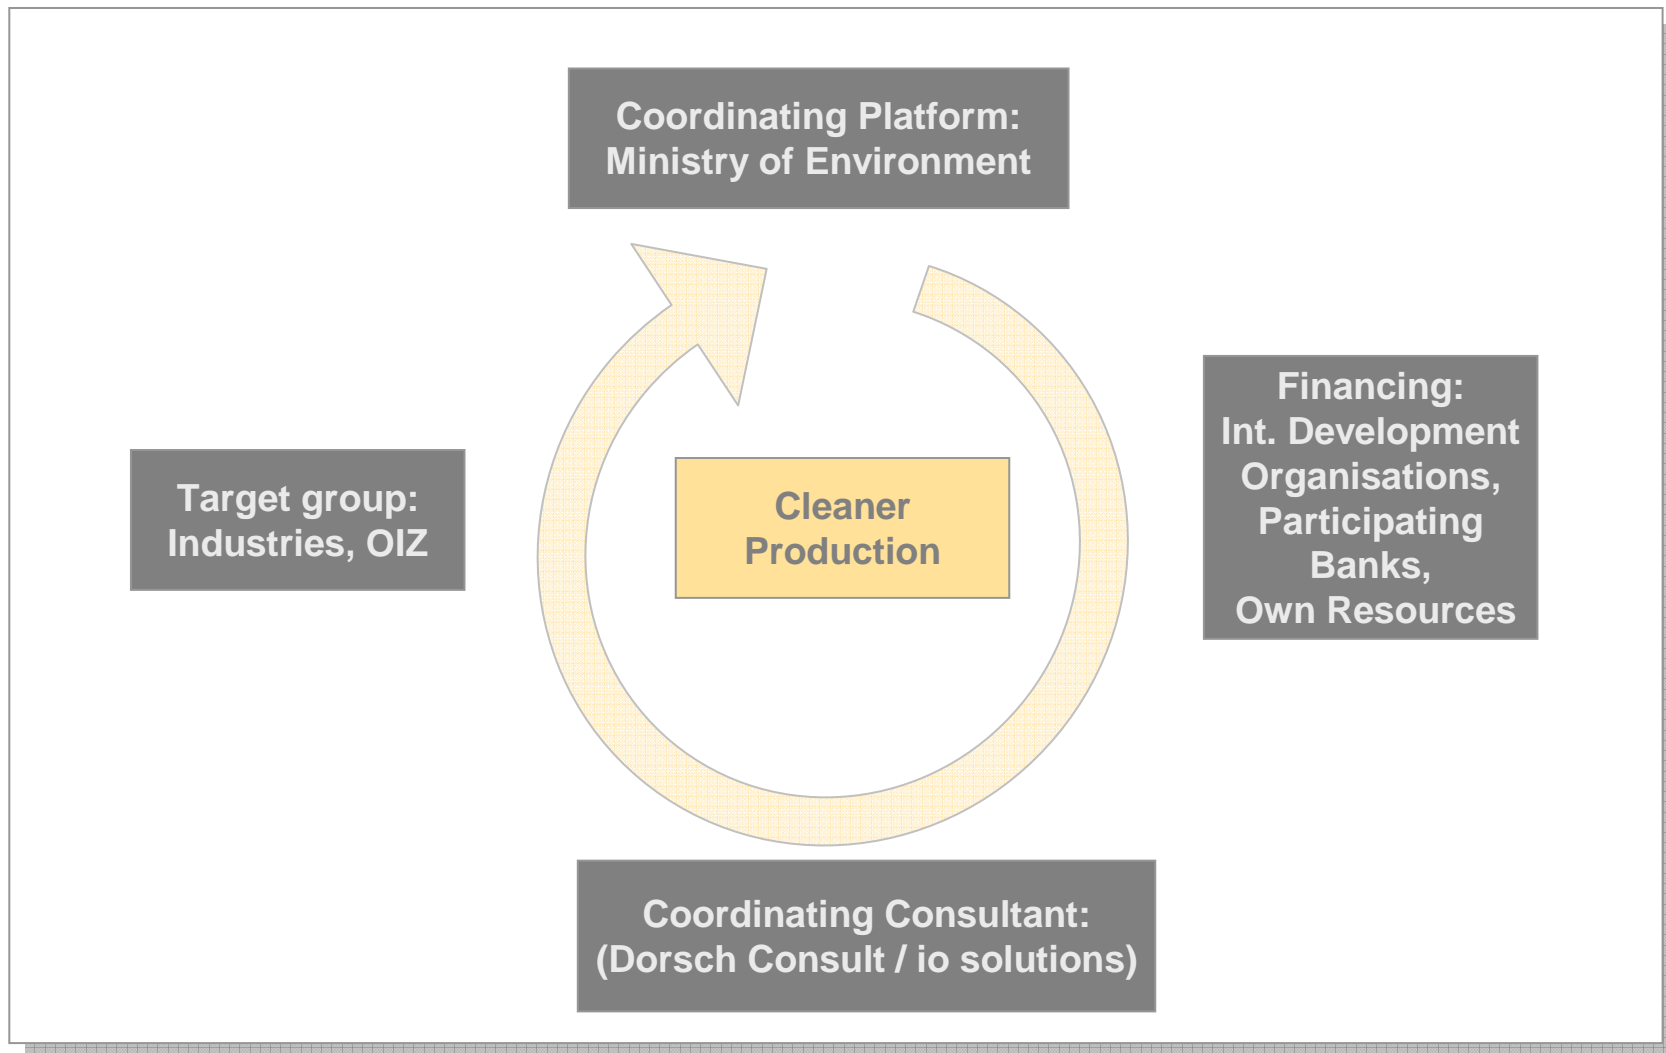 Coordinating Platform:
Ministry of Environment
Financing:
Int. Development
Organisations,
Participating
Banks,
Own Resources
Target group:
Industries, OIZ
Cleaner
Production
Coordinating Consultant:
(Dorsch Consult / io solutions)